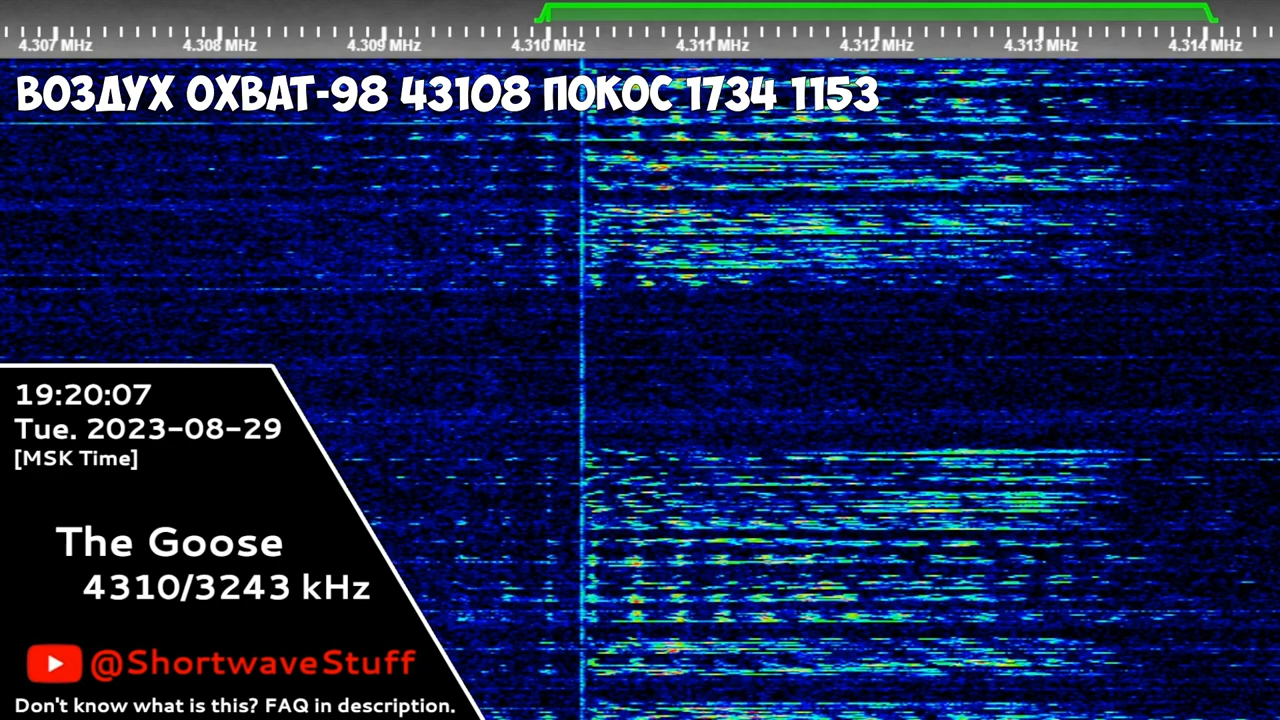 4.307 MHz 4.308 MHz 4.309 MHz 4.310 MHz 4.311 MHz 4.312 MHz 4.313 MHz 4.314 MHz
ВОЗДУХ ОХВАТ-98 43108 ПОКОС 1734 1153
19:20:07
Tue. 2023-08-29
[MSK Time]
The Goose
4310/3243 kHz
@ShortwaveStuff
Don't know what is this? FAQ in description.